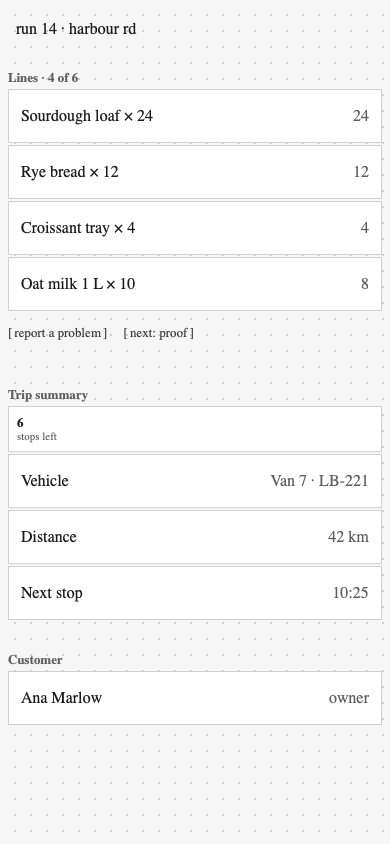 run 14 · harbour rd
Lines · 4 of 6
Sourdough loaf × 24 24
Rye bread × 12 12
Croissant tray × 4 4
Oat milk 1 L × 10 8
[ report a problem ] [ next: proof ]
Trip summary
6
stops left
Vehicle Van 7 · LB-221
Distance 42 km
Next stop 10:25
Customer
Ana Marlow owner